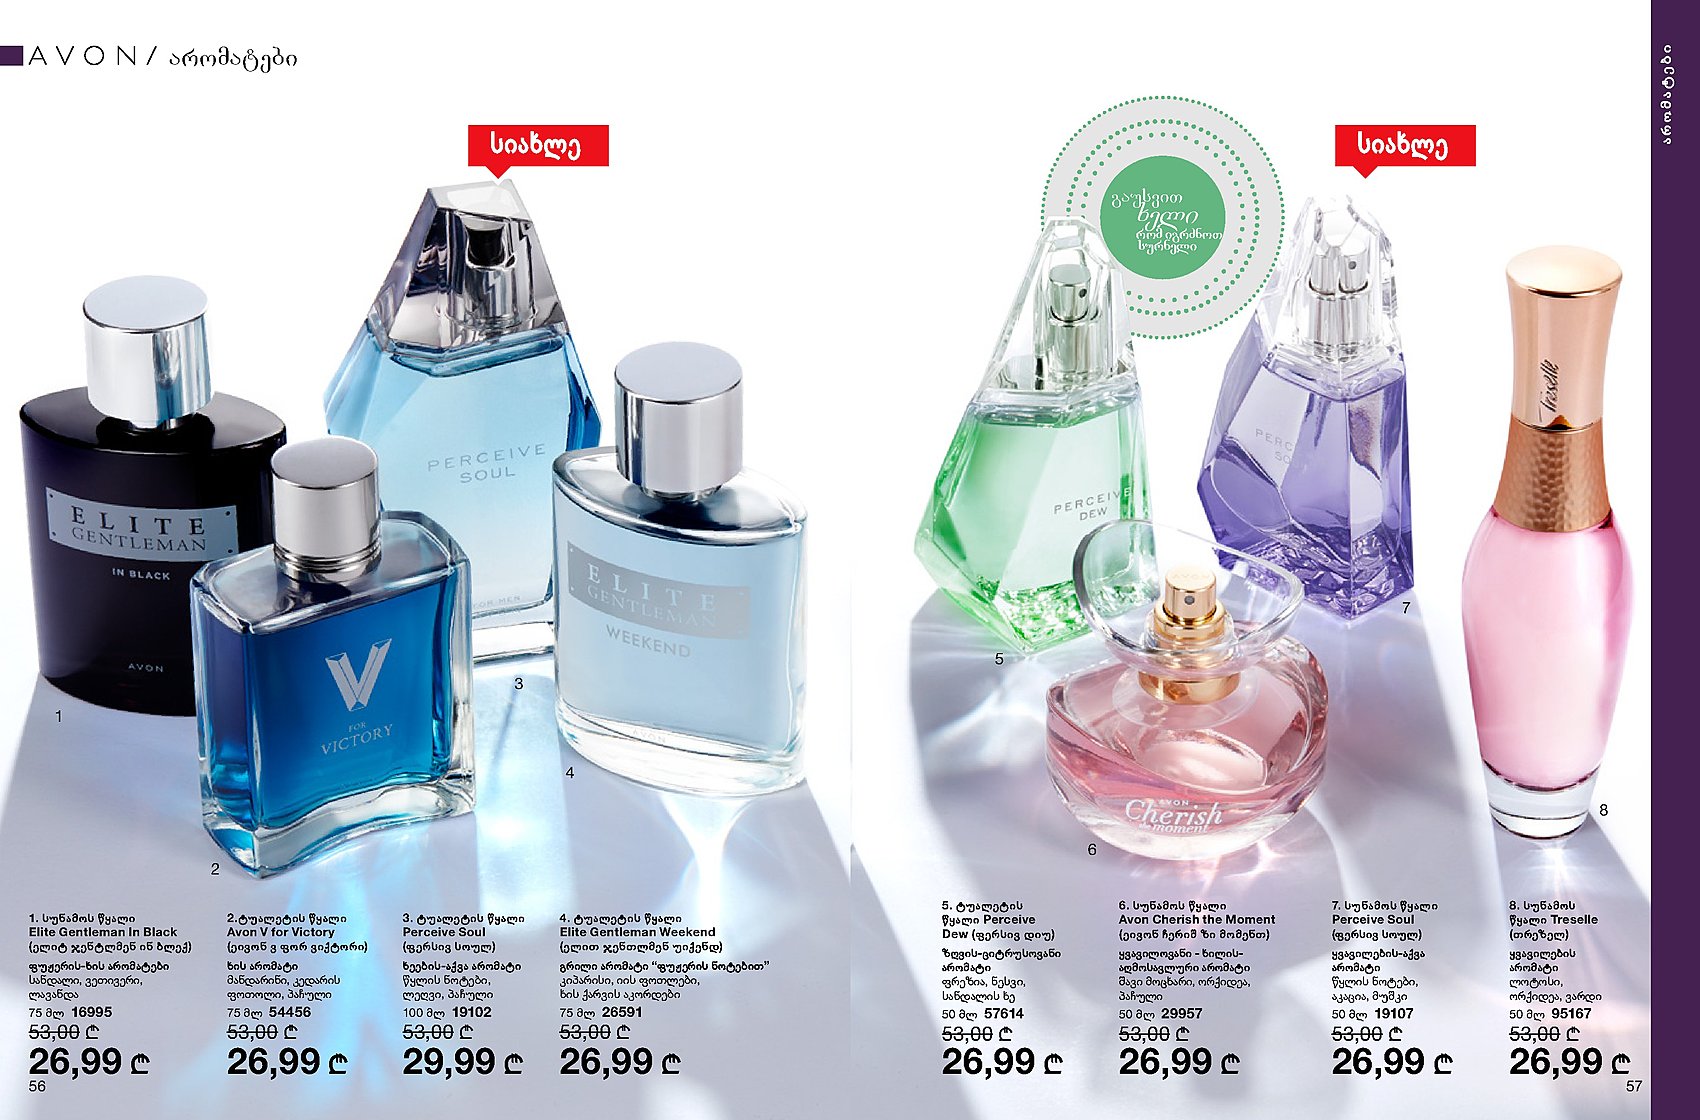 AVON / არომატები
არომატები
სიახლე
სიახლე
გაუსვით
ხელი
რომ იგრძნოთ
სურნელი
ELITE
GENTLEMAN
IN BLACK
AVON
V
FOR
VICTORY
PERCEIVE
SOUL
FOR MEN
ELITE
GENTLEMAN
WEEKEND
AVON
PERCEIVE
DEW
PERC
SO
AVON
AVON
Cherish
the moment
Treselle
1
2
3
4
5
6
7
8
1. სუნამოს წყალი
Elite Gentleman In Black
(ელიტ ჯენტლმენ ინ ბლექ)
ფუჟერის-ხის არომატები
სანდალი, ვეთივერი,
ლავანდა
75 მლ 16995
53,00 ₾
26,99 ₾
2.ტუალეტის წყალი
Avon V for Victory
(ეივონ ვ ფორ ვიქტორი)
ხის არომატი
მანდარინი, კედარის
ფოთოლი, პაჩული
75 მლ 54456
53,00 ₾
26,99 ₾
3. ტუალეტის წყალი
Perceive Soul
(ფერსივ სოულ)
ხეების-აქვა არომატი
წყლის ნოტები,
ლეღვი, პაჩული
100 მლ 19102
53,00 ₾
29,99 ₾
4. ტუალეტის წყალი
Elite Gentleman Weekend
(ელით ჯენთლმენ უიქენდ)
გრილი არომატი “ფუჟერის ნოტებით”
კიპარისი, იის ფოთლები,
ხის ქარვის აკორდები
75 მლ 26591
53,00 ₾
26,99 ₾
5. ტუალეტის
წყალი Perceive
Dew (ფერსივ დიუ)
ზღვის-ციტრუსოვანი
არომატი
ფრეზია, ნესვი,
სანდალის ხე
50 მლ 57614
53,00 ₾
26,99 ₾
6. სუნამოს წყალი
Avon Cherish the Moment
(ეივონ ჩერიშ ზი მომენთ)
ყვავილოვანი - ხილის-
აღმოსავლური არომატი
შავი მოცხარი, ორქიდეა,
პაჩული
50 მლ 29957
53,00 ₾
26,99 ₾
7. სუნამოს წყალი
Perceive Soul
(ფერსივ სოულ)
ყვავილების-აქვა
არომატი
წყლის ნოტები,
აკაცია, მუშკი
50 მლ 19107
53,00 ₾
26,99 ₾
8. სუნამოს
წყალი Treselle
(თრეზელ)
ყვავილების
არომატი
ლოტოსი,
ორქიდეა, ვარდი
50 მლ 95167
53,00 ₾
26,99 ₾
56
57